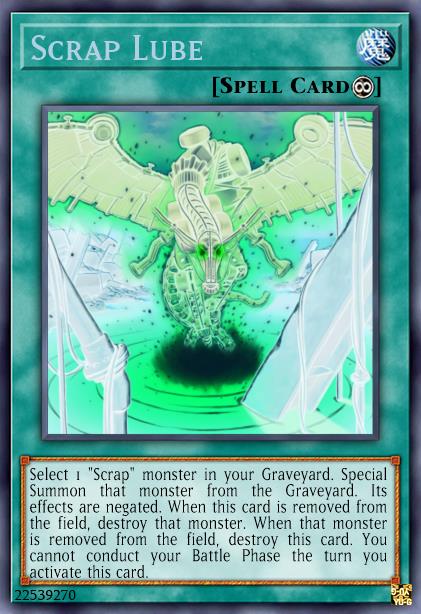 Scrap Lube
魔
[Spell Card]
Select 1 "Scrap" monster in your Graveyard. Special
Summon that monster from the Graveyard. Its
effects are negated. When this card is removed from
the field, destroy that monster. When that monster
is removed from the field, destroy this card. You
cannot conduct your Battle Phase the turn you
activate this card.
22539270